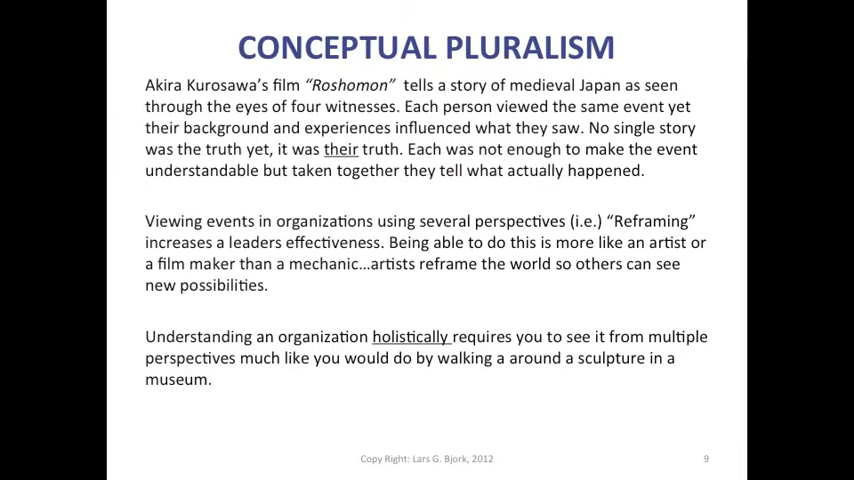 CONCEPTUAL PLURALISM
Akira Kurosawa's film “Roshomon” tells a story of medieval Japan as seen
through the eyes of four witnesses. Each person viewed the same event yet
their background and experiences influenced what they saw. No single story
was the truth yet, it was their truth. Each was not enough to make the event
understandable but taken together they tell what actually happened.
Viewing events in organizations using several perspectives (i.e.) “Reframing”
increases a leaders effectiveness. Being able to do this is more like an artist or
a film maker than a mechanic…artists reframe the world so others can see
new possibilities.
Understanding an organization holistically requires you to see it from multiple
perspectives much like you would do by walking a around a sculpture in a
museum.
Copy Right: Lars G. Bjork, 2012
9